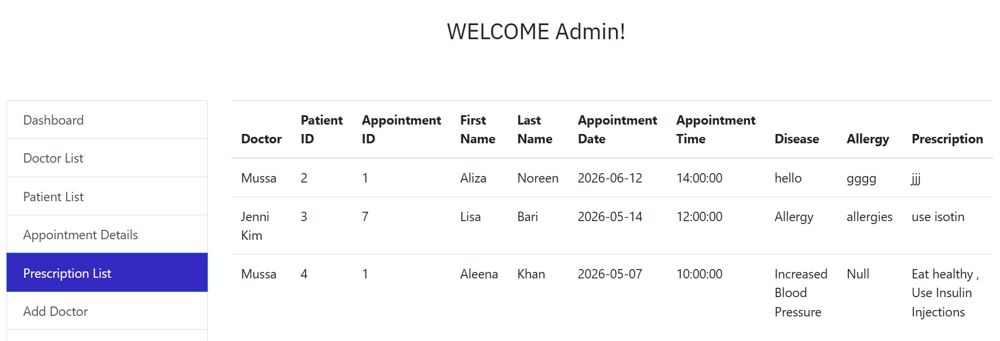 WELCOME Admin!
Dashboard
Doctor List
Patient List
Appointment Details
Prescription List
Add Doctor
Doctor Patient ID Appointment ID First Name Last Name Appointment Date Appointment Time Disease Allergy Prescription
Mussa 2 1 Aliza Noreen 2026-06-12 14:00:00 hello gggg jjj
Jenni Kim 3 7 Lisa Bari 2026-05-14 12:00:00 Allergy allergies use isotin
Mussa 4 1 Aleena Khan 2026-05-07 10:00:00 Increased Blood Pressure Null Eat healthy , Use Insulin Injections